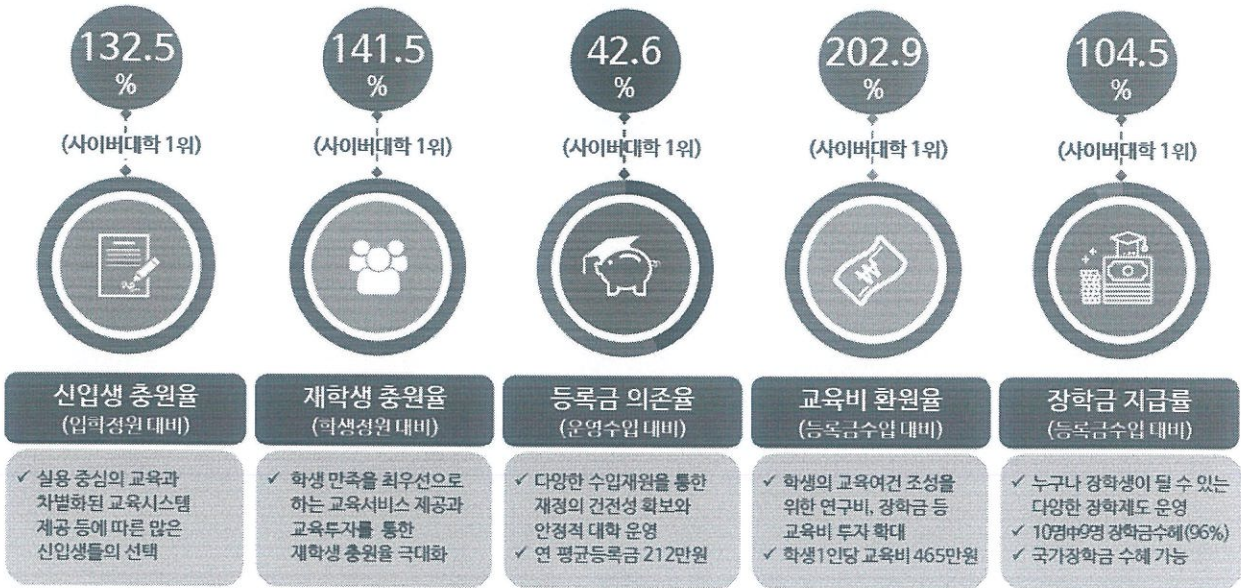 132.5
%
(사이버대학 1위)
신입생 충원율
(입학정원 대비)
✓ 실용 중심의 교육과
차별화된 교육시스템
제공 등에 따른 많은
신입생들의 선택
141.5
%
(사이버대학 1위)
재학생 충원율
(학생정원 대비)
✓ 학생 만족을 최우선으로
하는 교육서비스 제공과
교육투자를 통한
재학생 충원율 극대화
42.6
%
(사이버대학 1위)
등록금 의존율
(운영수입 대비)
✓ 다양한 수입재원을 통한
재정의 건전성 확보와
안정적 대학 운영
✓ 연 평균등록금 212만원
202.9
%
(사이버대학 1위)
₩
교육비 환원율
(등록금수입 대비)
✓ 학생의 교육여건 조성을
위한 연구비, 장학금 등
교육비 투자 확대
✓ 학생1인당 교육비 465만원
104.5
%
(사이버대학 1위)
장학금 지급률
(등록금수입 대비)
✓ 누구나 장학생이 될 수 있는
다양한 장학제도 운영
✓ 10명中9명 장학금수혜(96%)
✓ 국가장학금 수혜 가능